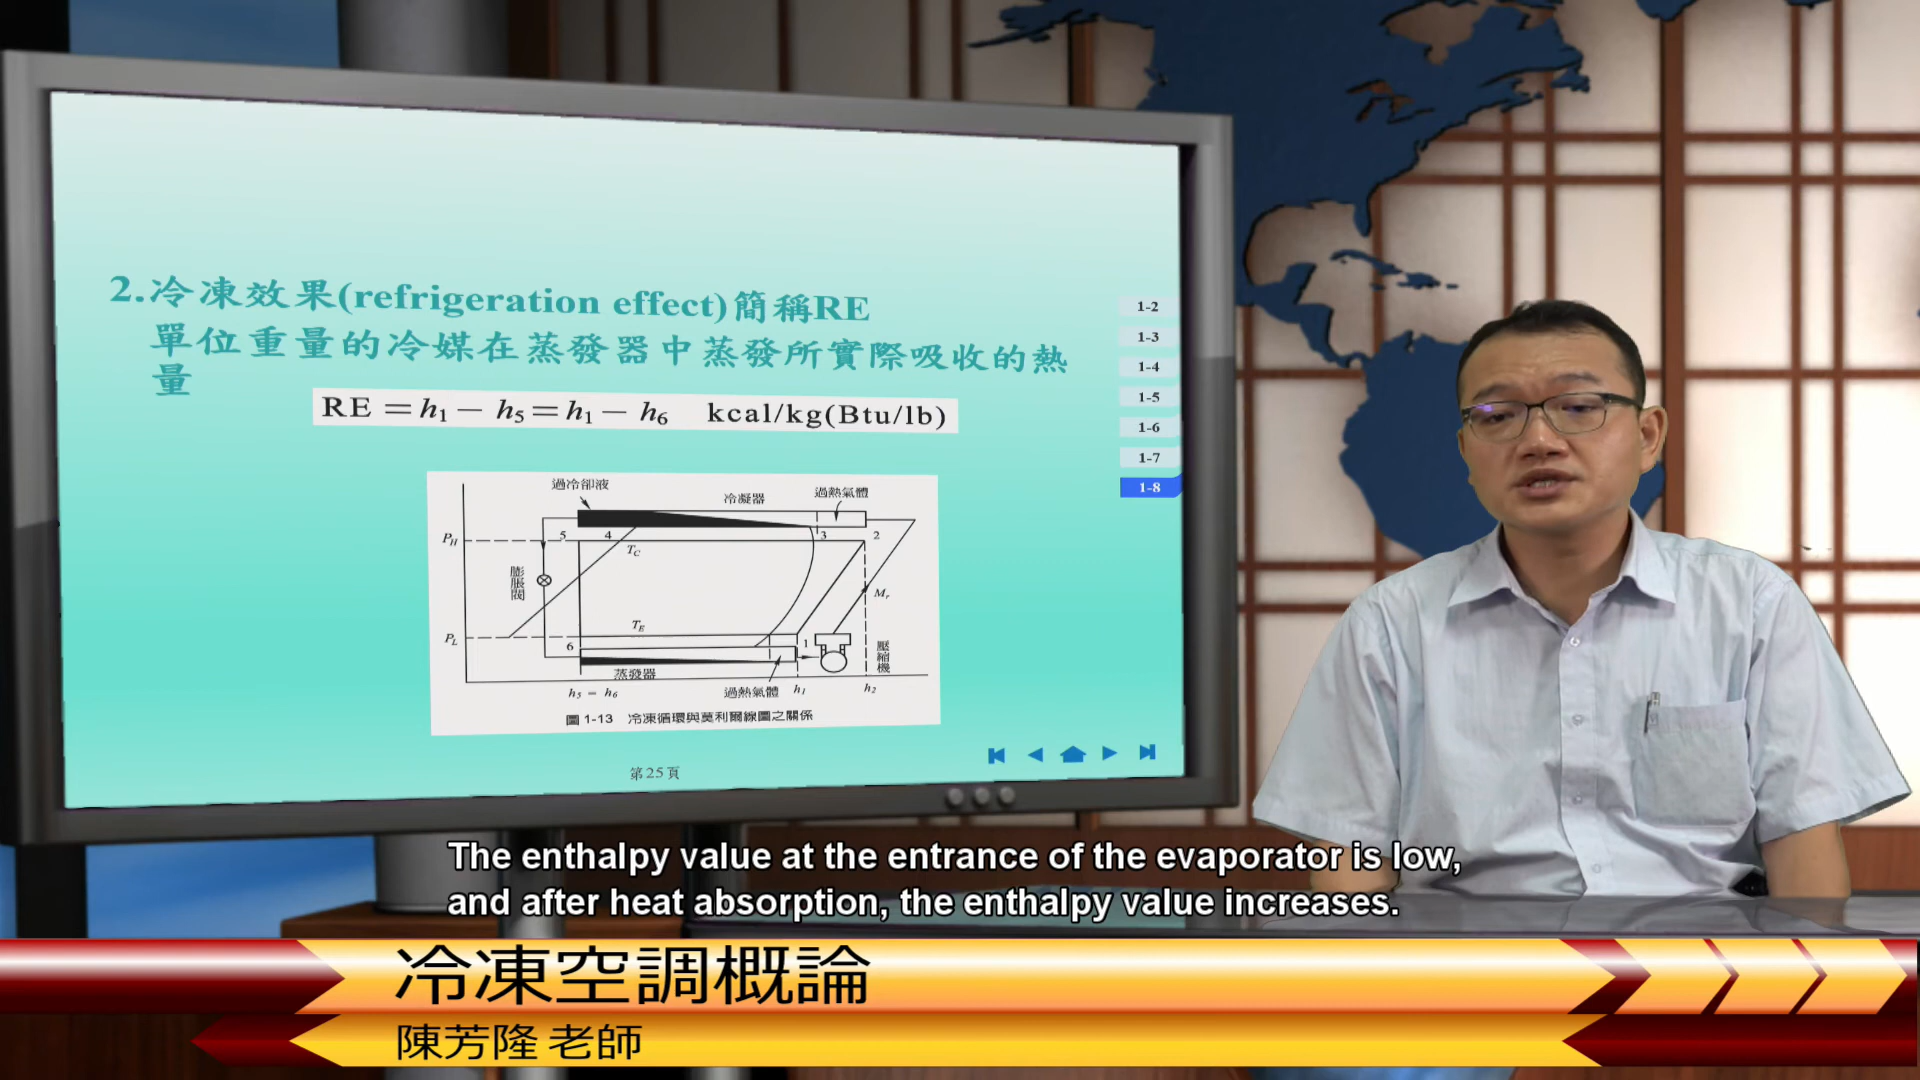 2.冷凍效果(refrigeration effect)簡稱RE
單位重量的冷媒在蒸發器中蒸發所實際吸收的熱
量
RE = h1 − h5 = h1 − h6 kcal/kg(Btu/lb)
1-2
1-3
1-4
1-5
1-6
1-7
1-8
過冷卻液
冷凝器
過熱氣體
PH
5
4
3
2
TC
膨脹閥
Mr
TE
PL
6
1
壓縮機
蒸發器
h5 = h6
過熱氣體
h1
h2
圖 1-13 冷凍循環與莫利爾線圖之關係
第25頁
The enthalpy value at the entrance of the evaporator is low,
and after heat absorption, the enthalpy value increases.
冷凍空調概論
陳芳隆 老師